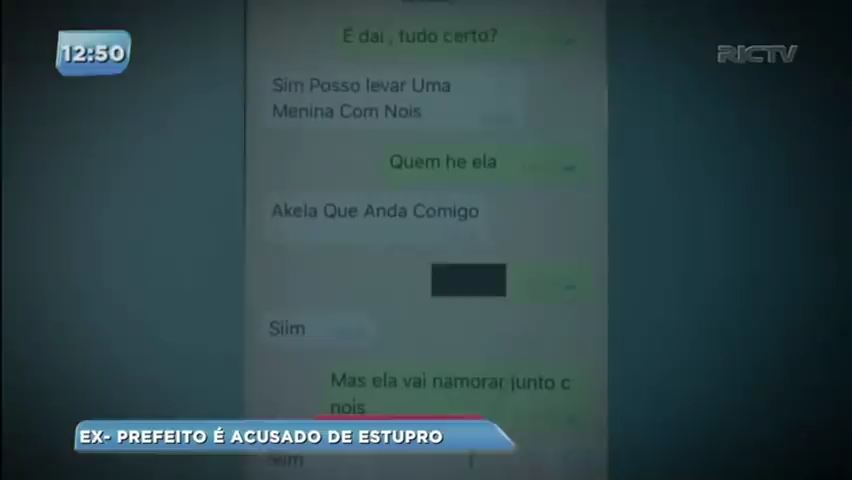 12:50
RICTV
E dai , tudo certo?
Sim Posso levar Uma
Menina Com Nois
Quem he ela
Akela Que Anda Comigo
Siim
Mas ela vai namorar junto c
nois
EX- PREFEITO É ACUSADO DE ESTUPRO
Siim